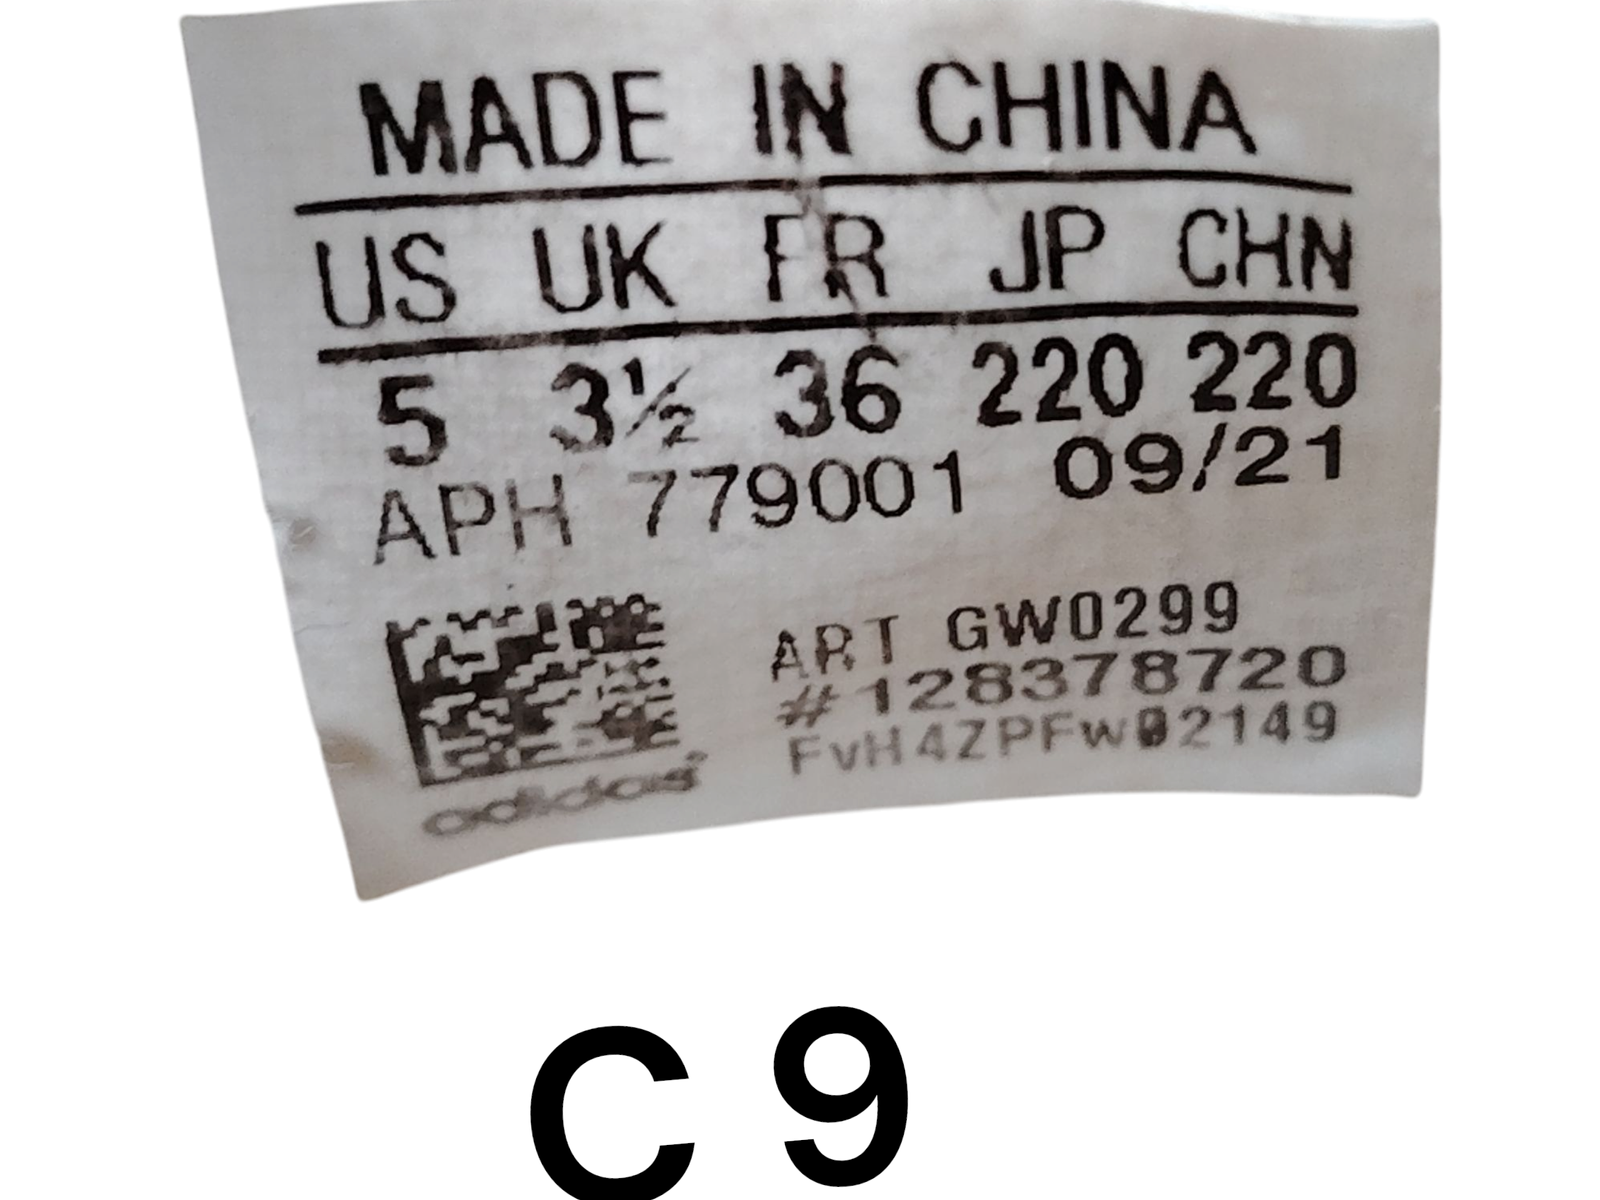 MADE IN CHINA
US UK FR JP CHN
5 3½ 36 220 220
APH 779001 09/21
ART GW0299
#128378720
FvH4ZPFw02149
adidas
C 9